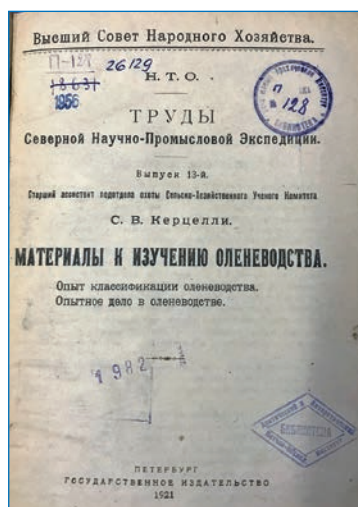 Высший Совет Народного Хозяйства.
П-128
26129
1956
Н. Т. О.
№ 128
ТРУДЫ
Северной Научно-Промысловой Экспедиции.
Выпуск 13-й.
Старший ассистент подотдела охоты Сельско-Хозяйственного Ученого Комитета
С. В. Керцелли.
МАТЕРИАЛЫ К ИЗУЧЕНИЮ ОЛЕНЕВОДСТВА.
Опыт классификации оленеводства.
Опытное дело в оленеводстве.
1982
БИБЛИОТЕКА
ПЕТЕРБУРГ
ГОСУДАРСТВЕННОЕ ИЗДАТЕЛЬСТВО
1921